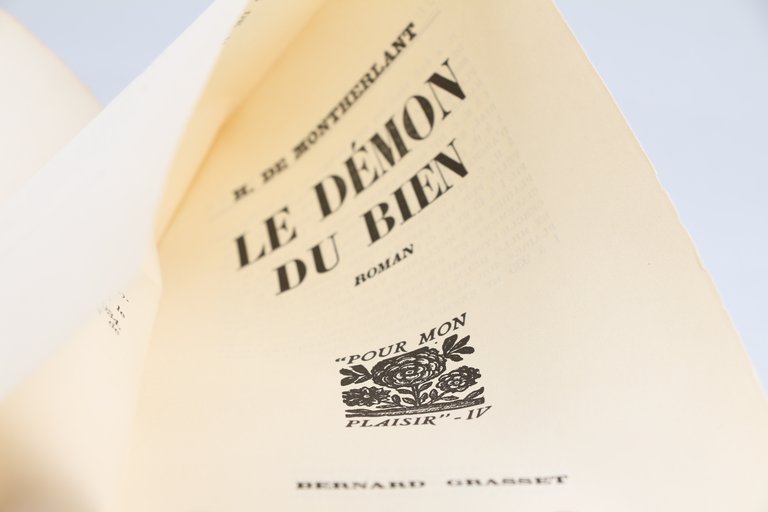 H. DE MONTHERLANT
LE DÉMON
DU BIEN
ROMAN
"POUR MON
PLAISIR" - IV
BERNARD GRASSET